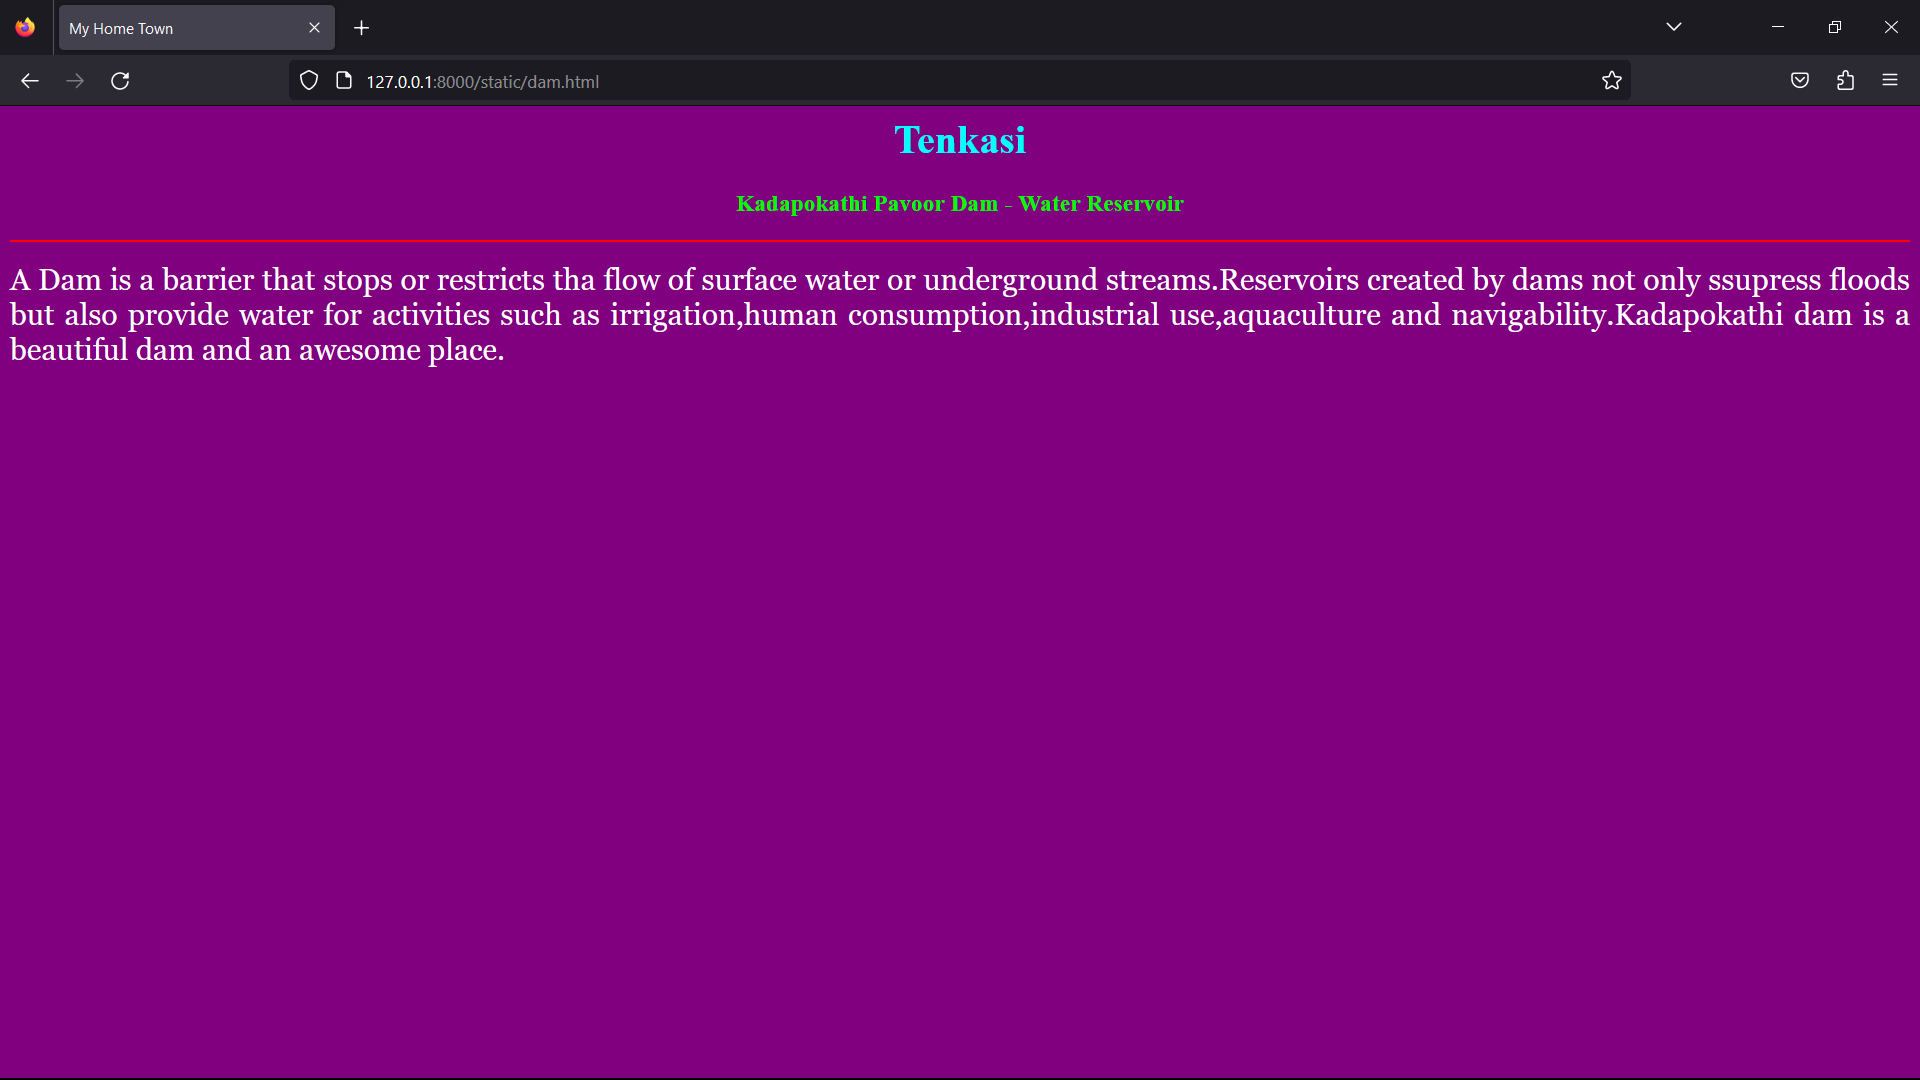 My Home Town
127.0.0.1:8000/static/dam.html
Tenkasi
Kadapokathi Pavoor Dam - Water Reservoir
A Dam is a barrier that stops or restricts tha flow of surface water or underground streams.Reservoirs created by dams not only ssupress floods
but also provide water for activities such as irrigation,human consumption,industrial use,aquaculture and navigability.Kadapokathi dam is a
beautiful dam and an awesome place.